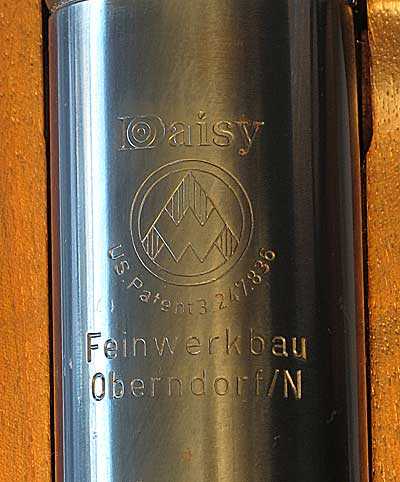 Daisy
U.S. Patent 3.247.836
Feinwerkbau
Oberndorf/N